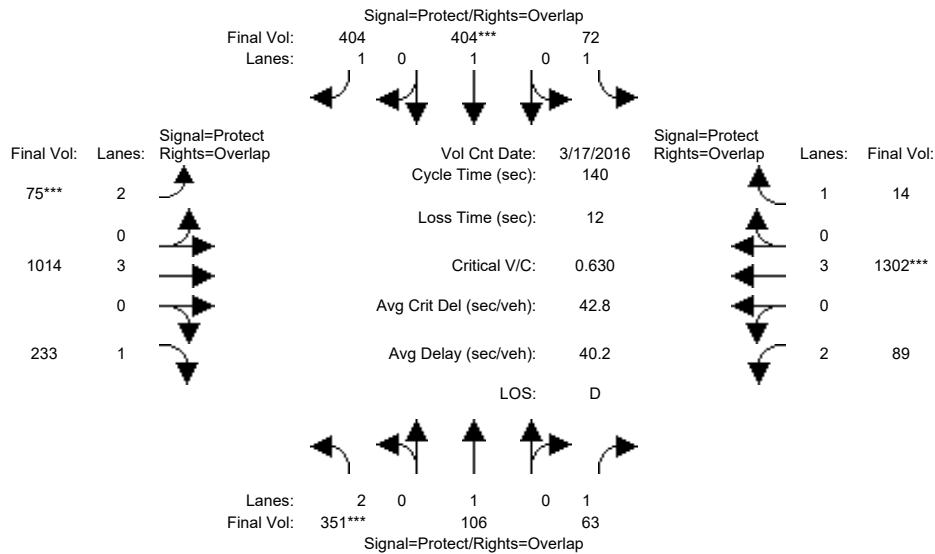 Signal=Protect/Rights=Overlap
Final Vol: 404 404*** 72
Lanes: 1 0 1 0 1
Signal=Protect Signal=Protect
Final Vol: Lanes: Rights=Overlap Vol Cnt Date: 3/17/2016 Rights=Overlap Lanes: Final Vol:
Cycle Time (sec): 140
75*** 2 1 14
Loss Time (sec): 12
0 0
1014 3 Critical V/C: 0.630 3 1302***
0 Avg Crit Del (sec/veh): 42.8 0
233 1 Avg Delay (sec/veh): 40.2 2 89
LOS: D
Lanes: 2 0 1 0 1
Final Vol: 351*** 106 63
Signal=Protect/Rights=Overlap